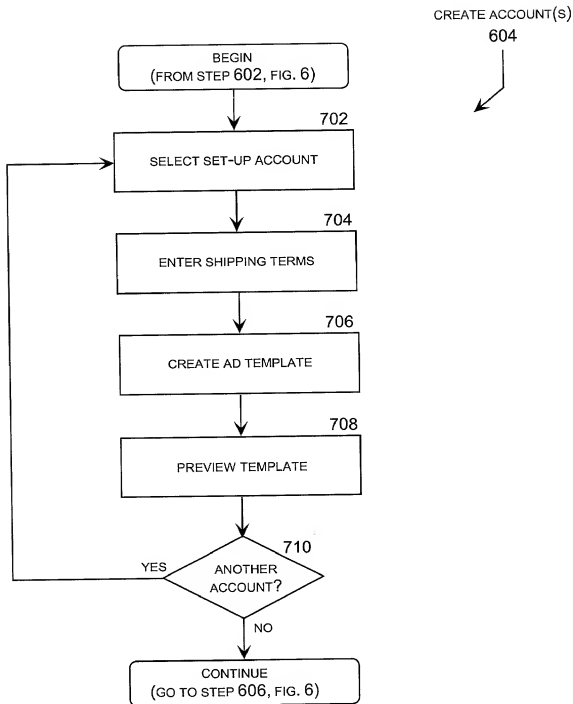 CREATE ACCOUNT(S)
604
BEGIN
(FROM STEP 602, FIG. 6)
702
SELECT SET-UP ACCOUNT
704
ENTER SHIPPING TERMS
706
CREATE AD TEMPLATE
708
PREVIEW TEMPLATE
710
YES
ANOTHER
ACCOUNT?
NO
CONTINUE
(GO TO STEP 606, FIG. 6)